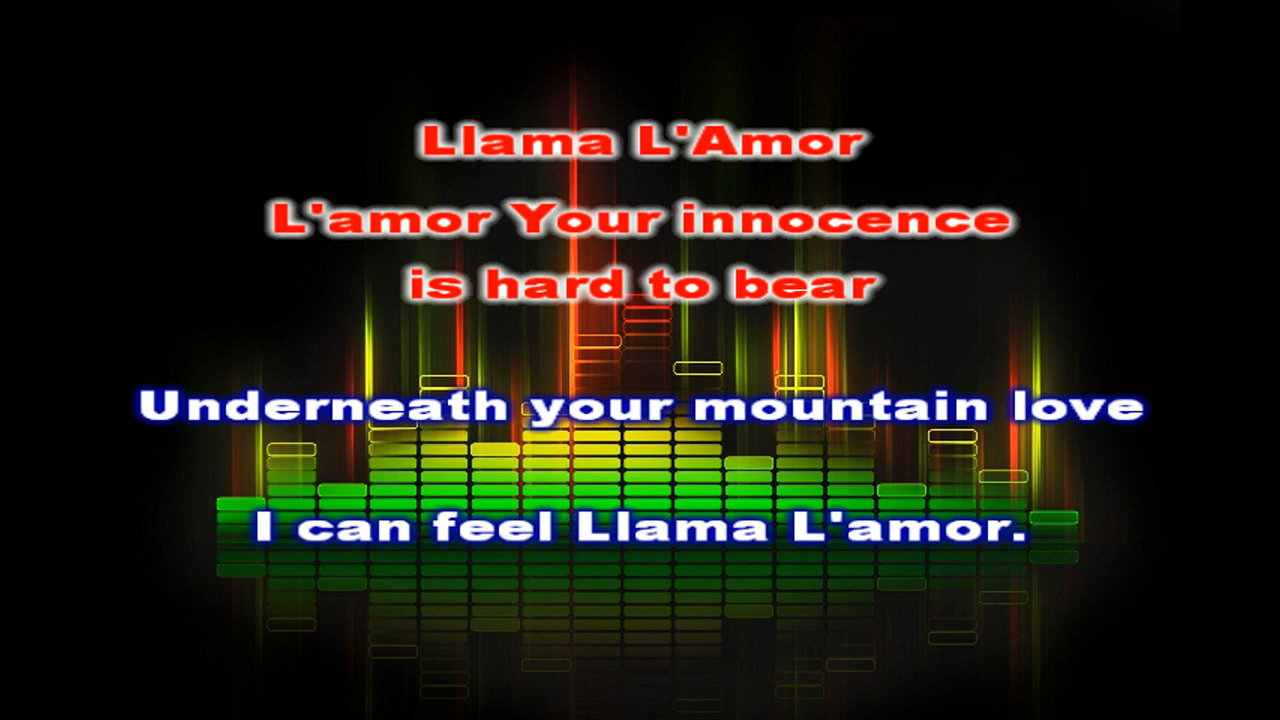 Llama L'Amor
L'amor Your innocence
is hard to bear
Underneath your mountain love
I can feel Llama L'amor.